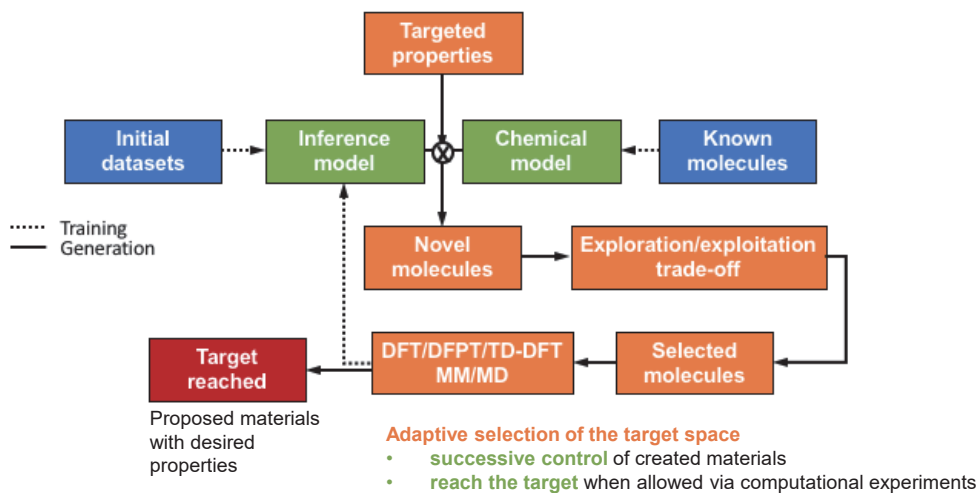 Targeted
properties
Initial
datasets
Inference
model
Chemical
model
Known
molecules
Training
Generation
Novel
molecules
Exploration/exploitation
trade-off
Target
reached
DFT/DFPT/TD-DFT
MM/MD
Selected
molecules
Proposed materials
with desired
properties
Adaptive selection of the target space
• successive control of created materials
• reach the target when allowed via computational experiments